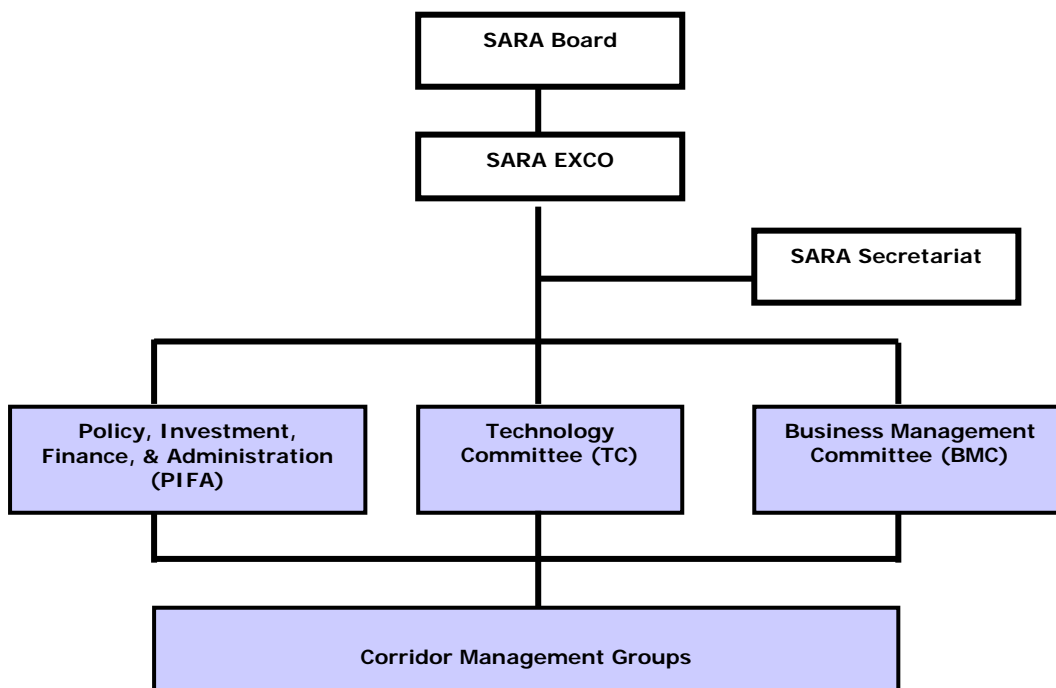 SARA Board
SARA EXCO
SARA Secretariat
Policy, Investment,
Finance, & Administration
(PIFA)
Technology
Committee (TC)
Business Management
Committee (BMC)
Corridor Management Groups